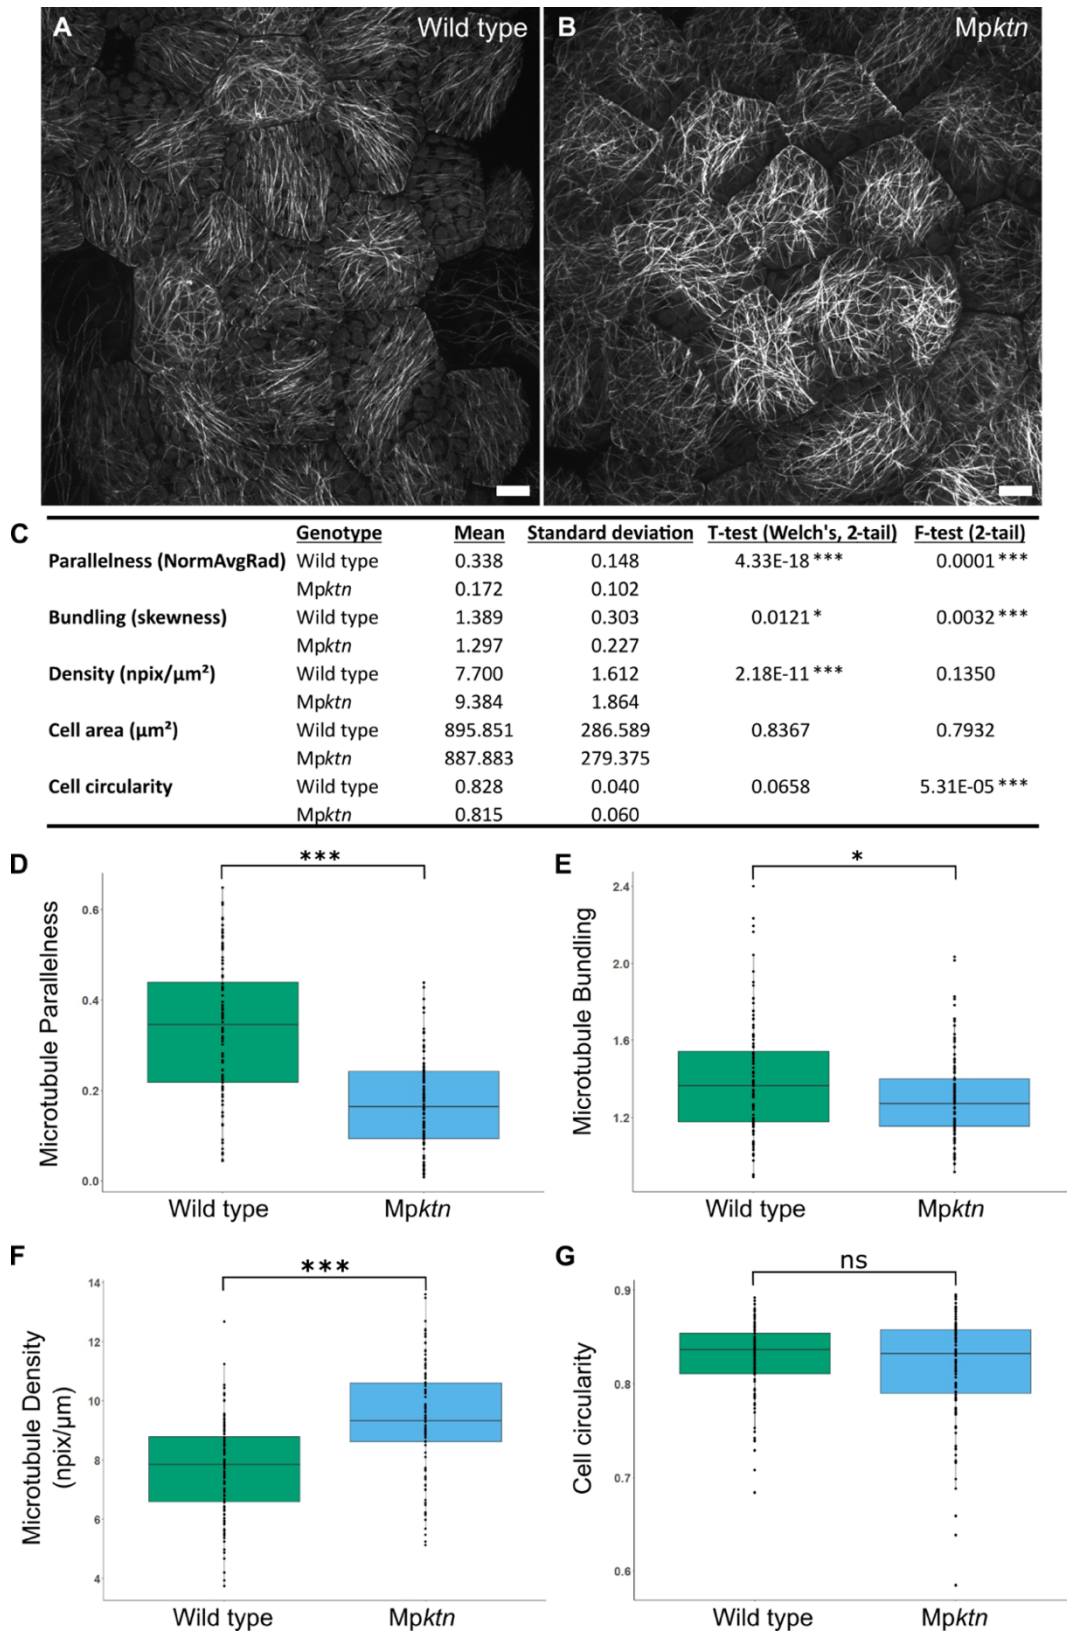 A Wild type
B Mpktn
C Genotype Mean Standard deviation T-test (Welch's, 2-tail) F-test (2-tail)
Parallelness (NormAvgRad) Wild type 0.338 0.148 4.33E-18 *** 0.0001 ***
Mpktn 0.172 0.102
Bundling (skewness) Wild type 1.389 0.303 0.0121 * 0.0032 ***
Mpktn 1.297 0.227
Density (npix/µm²) Wild type 7.700 1.612 2.18E-11 *** 0.1350
Mpktn 9.384 1.864
Cell area (µm²) Wild type 895.851 286.589 0.8367 0.7932
Mpktn 887.883 279.375
Cell circularity Wild type 0.828 0.040 0.0658 5.31E-05 ***
Mpktn 0.815 0.060
D
***
Microtubule Parallelness
0.6
0.4
0.2
0.0
Wild type Mpktn
E
*
Microtubule Bundling
2.4
2.0
1.6
1.2
Wild type Mpktn
F
***
Microtubule Density
(npix/µm)
14
12
10
8
6
4
Wild type Mpktn
G
ns
Cell circularity
0.9
0.8
0.7
0.6
Wild type Mpktn